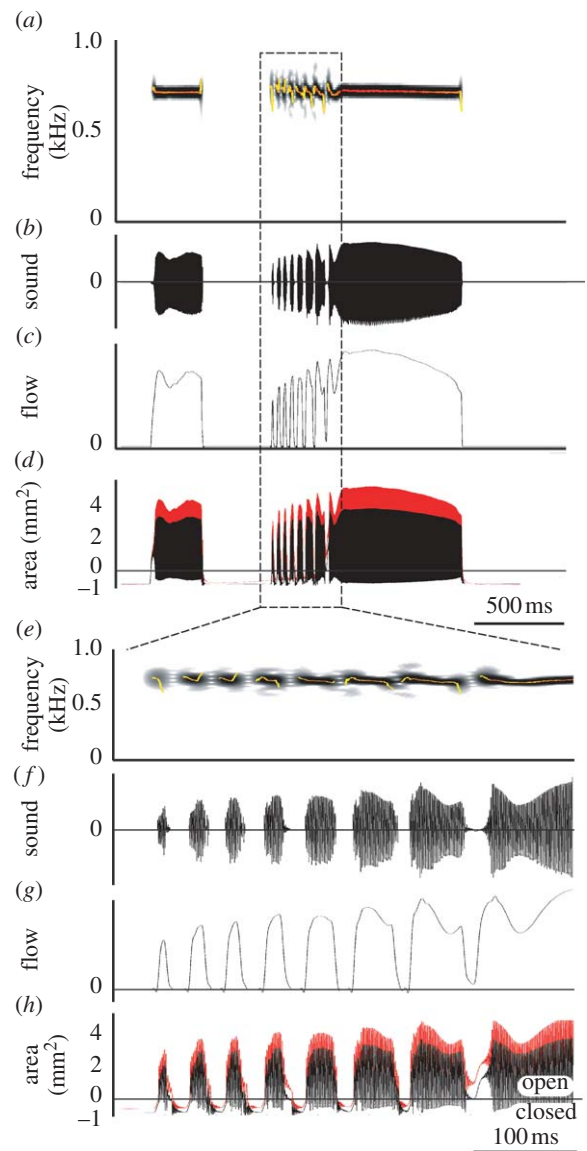 (a)
1.0
0.5
0
frequency
(kHz)
(b)
0
sound
(c)
0
flow
(d)
4
2
0
−1
area (mm²)
500 ms
(e)
1.0
0.5
0
frequency
(kHz)
(f)
0
sound
(g)
0
flow
(h)
4
2
0
−1
area
(mm²)
open
closed
100 ms